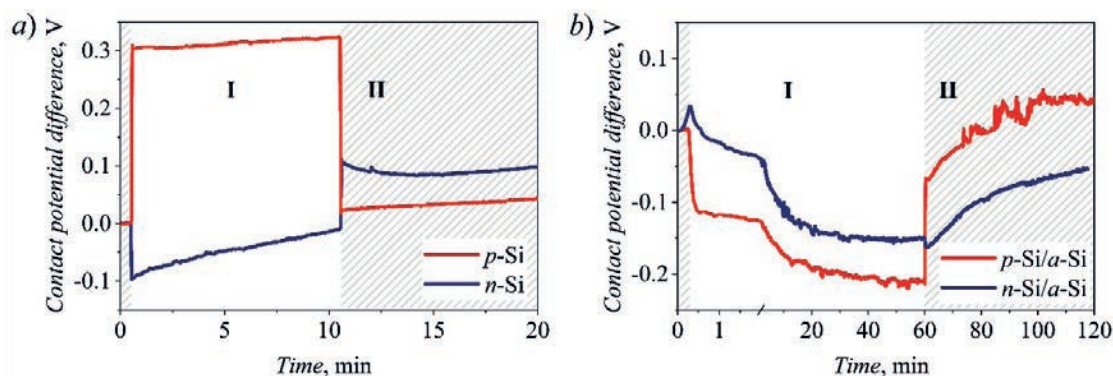 a)
Contact potential difference, V
0.3
0.2
0.1
0.0
-0.1
I
II
p-Si
n-Si
0
5
10
15
20
Time, min
b)
Contact potential difference, V
0.1
0.0
-0.1
-0.2
I
II
p-Si/a-Si
n-Si/a-Si
0
1
20
40
60
80
100
120
Time, min